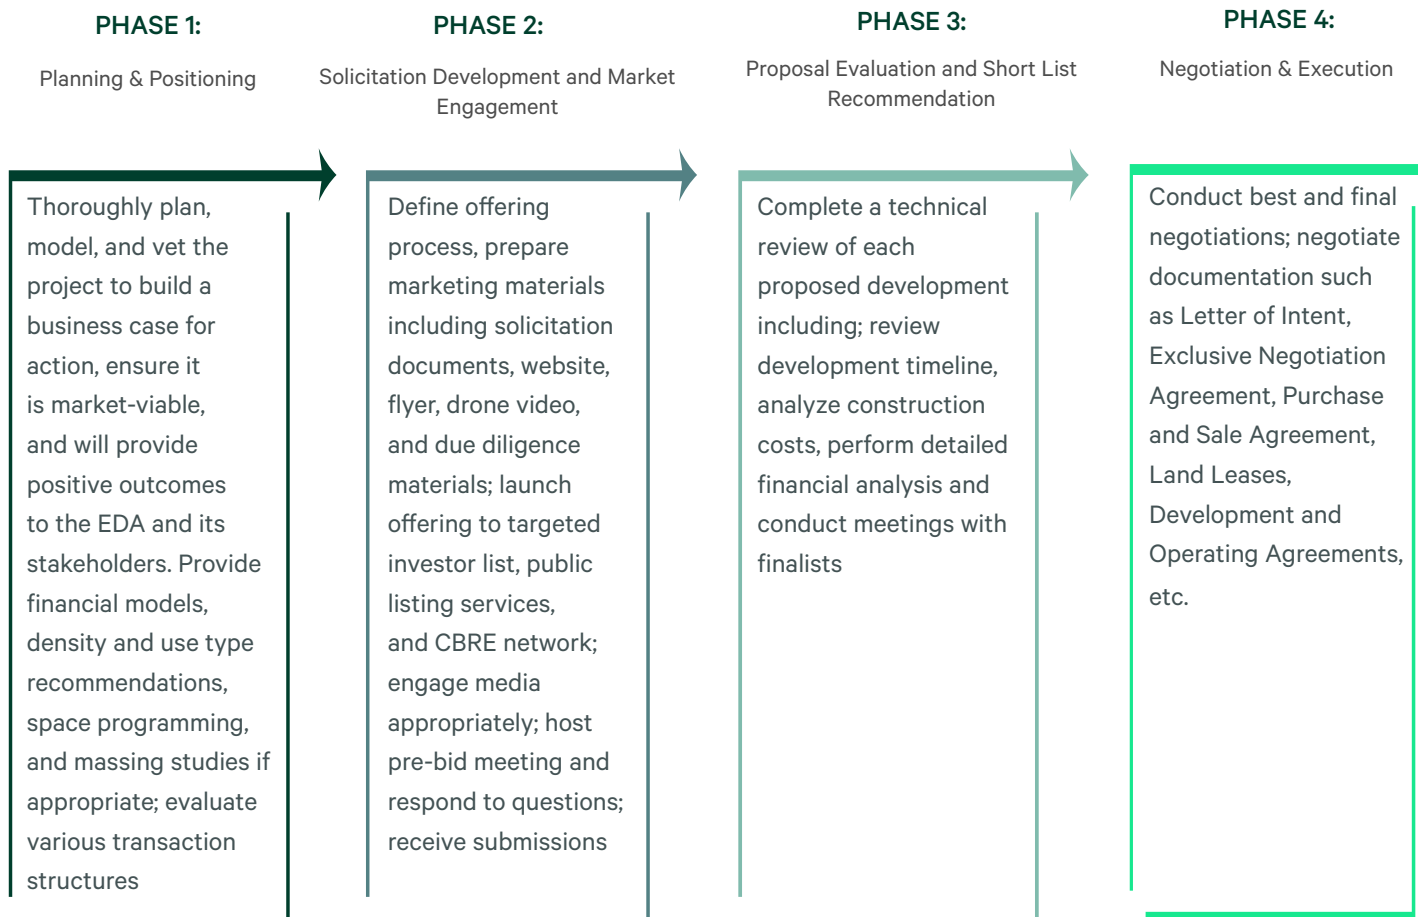 PHASE 1:
Planning & Positioning
Thoroughly plan,
model, and vet the
project to build a
business case for
action, ensure it
is market-viable,
and will provide
positive outcomes
to the EDA and its
stakeholders. Provide
financial models,
density and use type
recommendations,
space programming,
and massing studies if
appropriate; evaluate
various transaction
structures
PHASE 2:
Solicitation Development and Market
Engagement
Define offering
process, prepare
marketing materials
including solicitation
documents, website,
flyer, drone video,
and due diligence
materials; launch
offering to targeted
investor list, public
listing services,
and CBRE network;
engage media
appropriately; host
pre-bid meeting and
respond to questions;
receive submissions
PHASE 3:
Proposal Evaluation and Short List
Recommendation
Complete a technical
review of each
proposed development
including; review
development timeline,
analyze construction
costs, perform detailed
financial analysis and
conduct meetings with
finalists
PHASE 4:
Negotiation & Execution
Conduct best and final
negotiations; negotiate
documentation such
as Letter of Intent,
Exclusive Negotiation
Agreement, Purchase
and Sale Agreement,
Land Leases,
Development and
Operating Agreements,
etc.